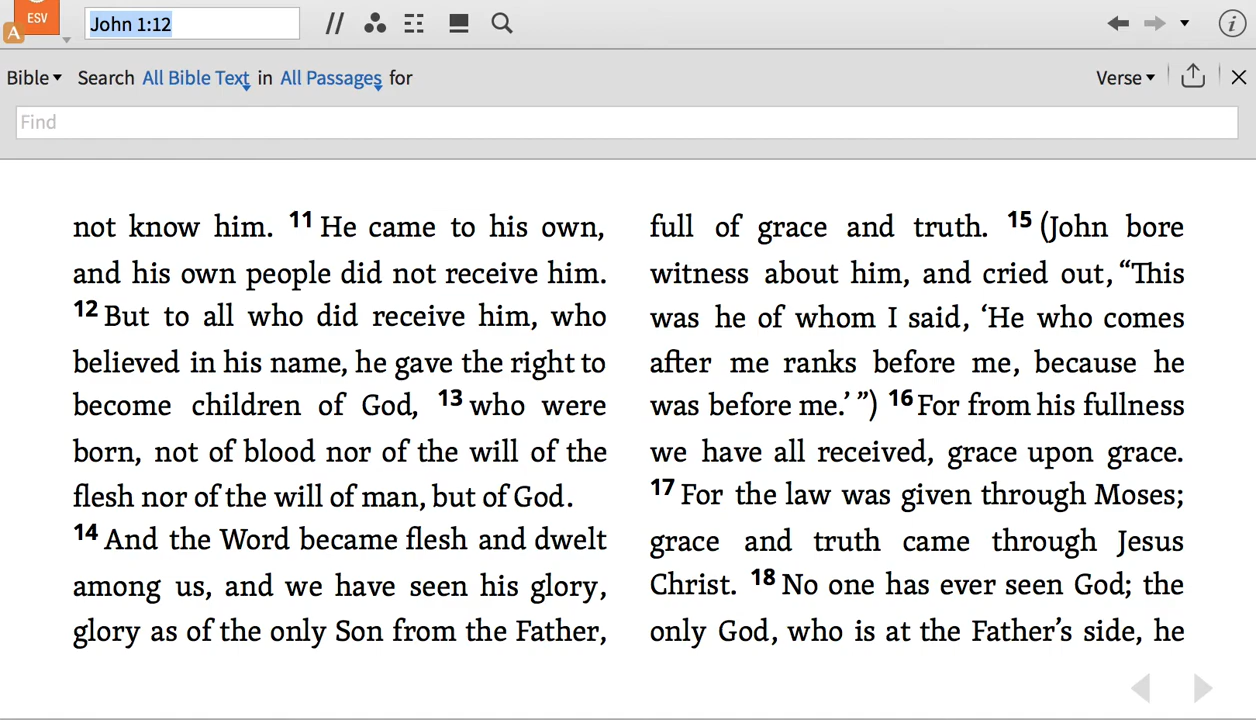 ESV
A
John 1:12
Bible Search All Bible Text in All Passages for
Verse
Find
not know him. 11 He came to his own,
and his own people did not receive him.
12 But to all who did receive him, who
believed in his name, he gave the right to
become children of God, 13 who were
born, not of blood nor of the will of the
flesh nor of the will of man, but of God.
14 And the Word became flesh and dwelt
among us, and we have seen his glory,
glory as of the only Son from the Father,
full of grace and truth. 15 (John bore
witness about him, and cried out, “This
was he of whom I said, ‘He who comes
after me ranks before me, because he
was before me.’ ”) 16 For from his fullness
we have all received, grace upon grace.
17 For the law was given through Moses;
grace and truth came through Jesus
Christ. 18 No one has ever seen God; the
only God, who is at the Father’s side, he